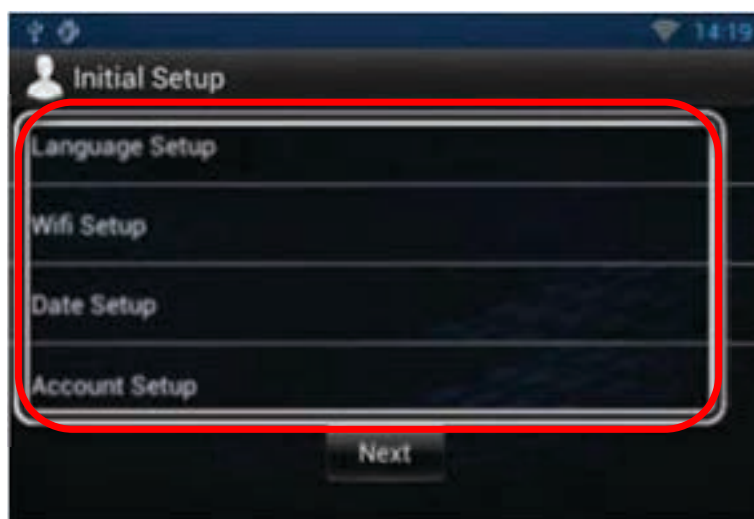 14:19
Initial Setup
Language Setup
Wifi Setup
Date Setup
Account Setup
Next